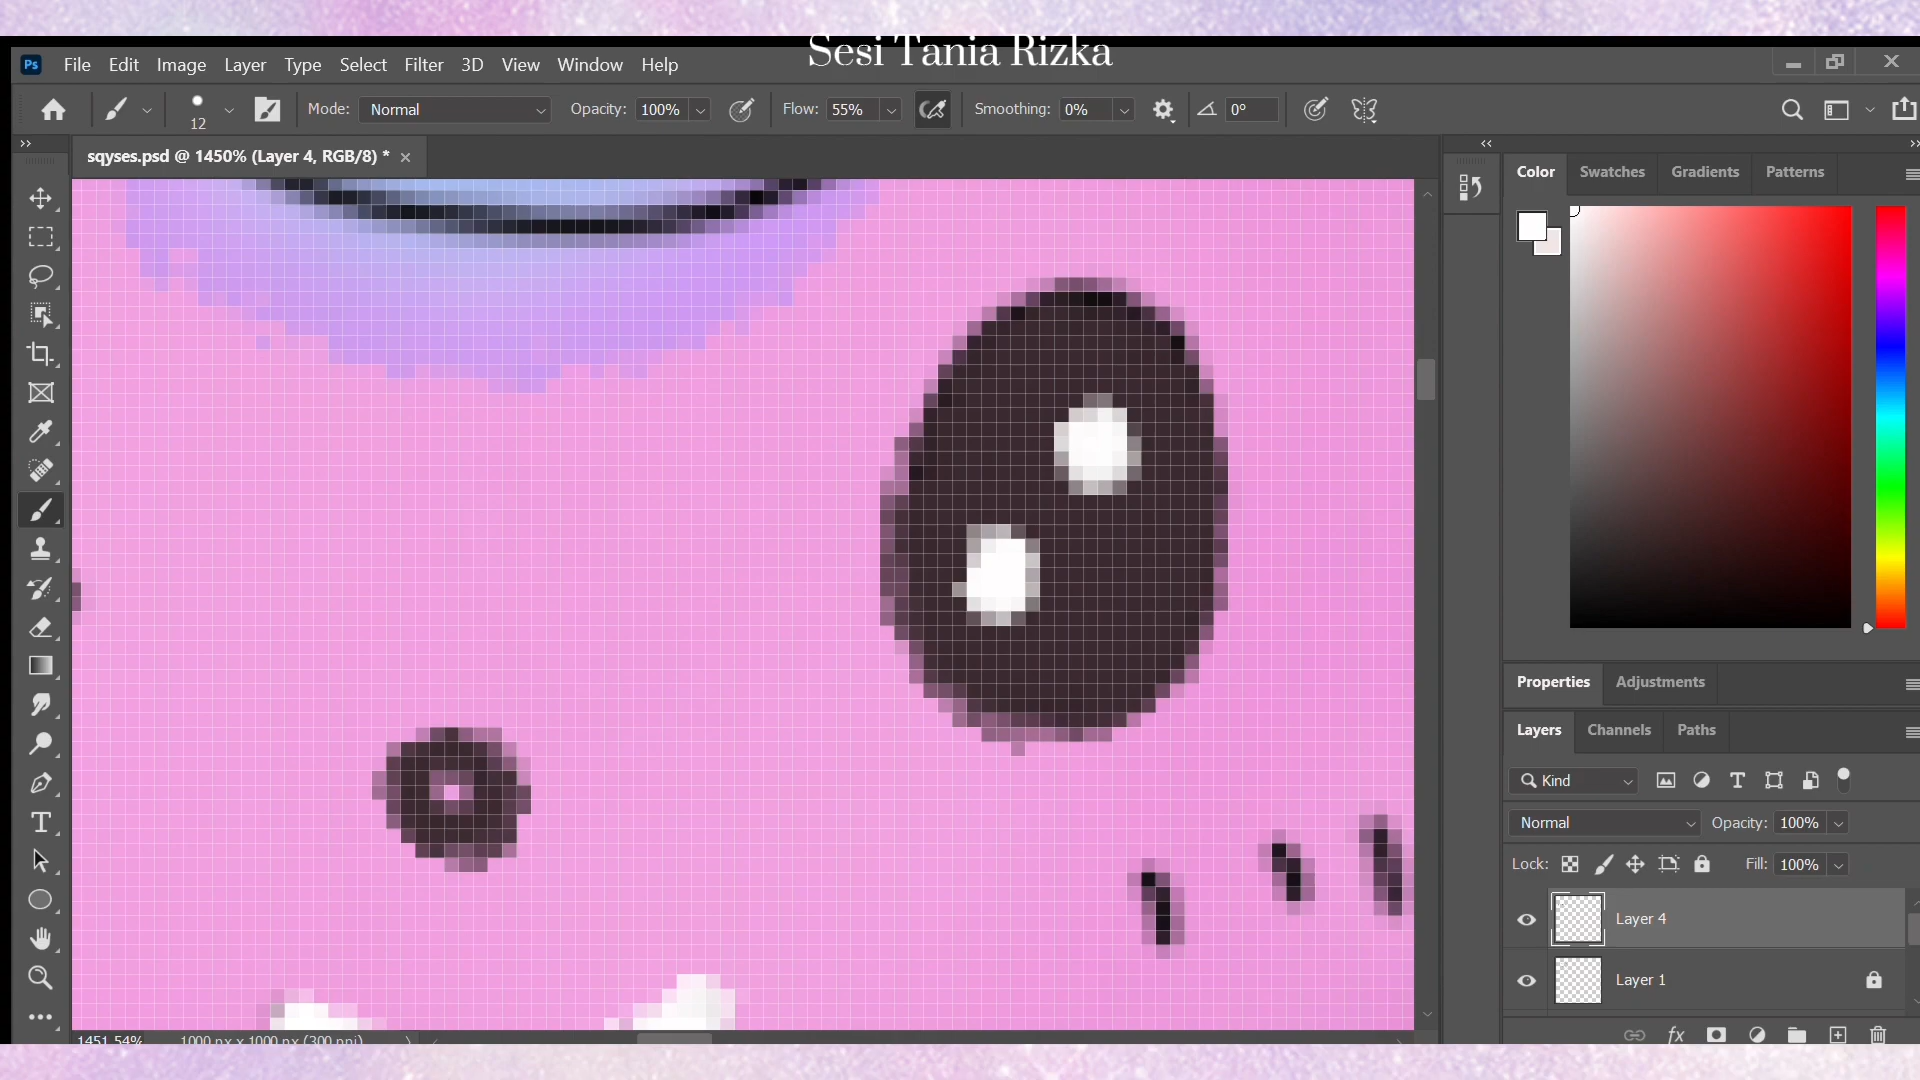 Sesi Tania Rizka
Ps File Edit Image Layer Type Select Filter 3D View Window Help
12 Mode: Normal Opacity: 100% Flow: 55% Smoothing: 0% 0°
sqyses.psd @ 1450% (Layer 4, RGB/8) *
Color Swatches Gradients Patterns
Properties Adjustments
Layers Channels Paths
Kind
Normal Opacity: 100%
Lock: Fill: 100%
Layer 4
Layer 1
fx
1451.54% 1000 px x 1000 px (300 ppi)